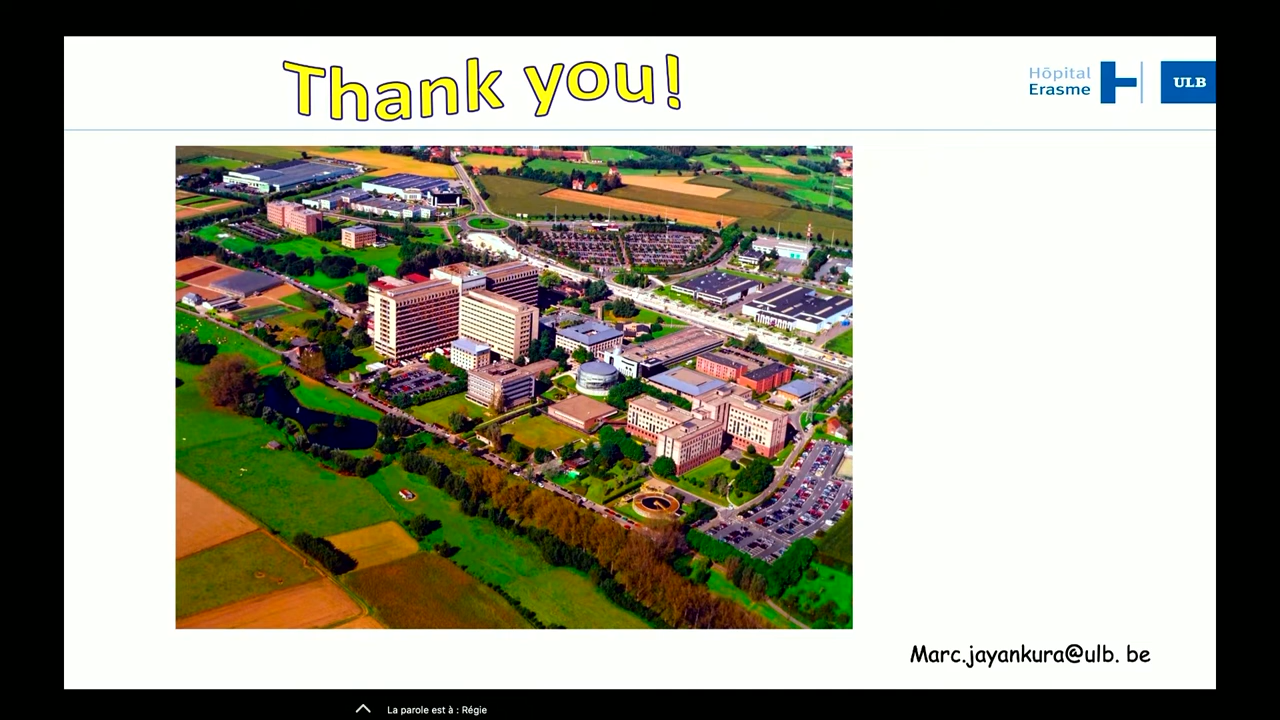 Thank you!
Hôpital
Erasme
ULB
Marc.jayankura@ulb. be
La parole est à : Régie